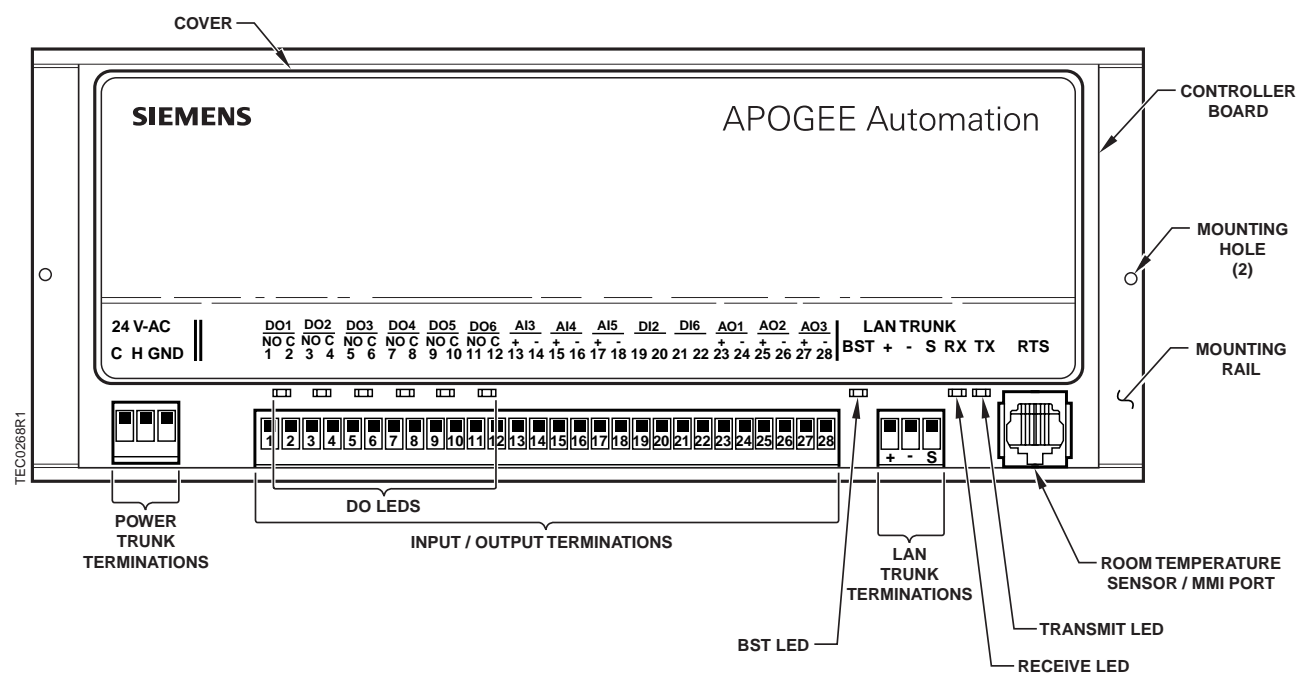 COVER
CONTROLLER
BOARD
SIEMENS
APOGEE Automation
MOUNTING
HOLE
(2)
MOUNTING
RAIL
24 V-AC
C H GND
DO1 DO2 DO3 DO4 DO5 DO6 AI3 AI4 AI5 DI2 DI6 AO1 AO2 AO3
NO C NO C NO C NO C NO C NO C + - + - + - + - + - + -
1 2 3 4 5 6 7 8 9 10 11 12 13 14 15 16 17 18 19 20 21 22 23 24 25 26 27 28
LAN TRUNK
BST + - S RX TX RTS
1 2 3 4 5 6 7 8 9 10 11 12 13 14 15 16 17 18 19 20 21 22 23 24 25 26 27 28
+ - S
TEC0268R1
POWER
TRUNK
TERMINATIONS
DO LEDS
INPUT / OUTPUT TERMINATIONS
LAN
TRUNK
TERMINATIONS
ROOM TEMPERATURE
SENSOR / MMI PORT
TRANSMIT LED
BST LED
RECEIVE LED